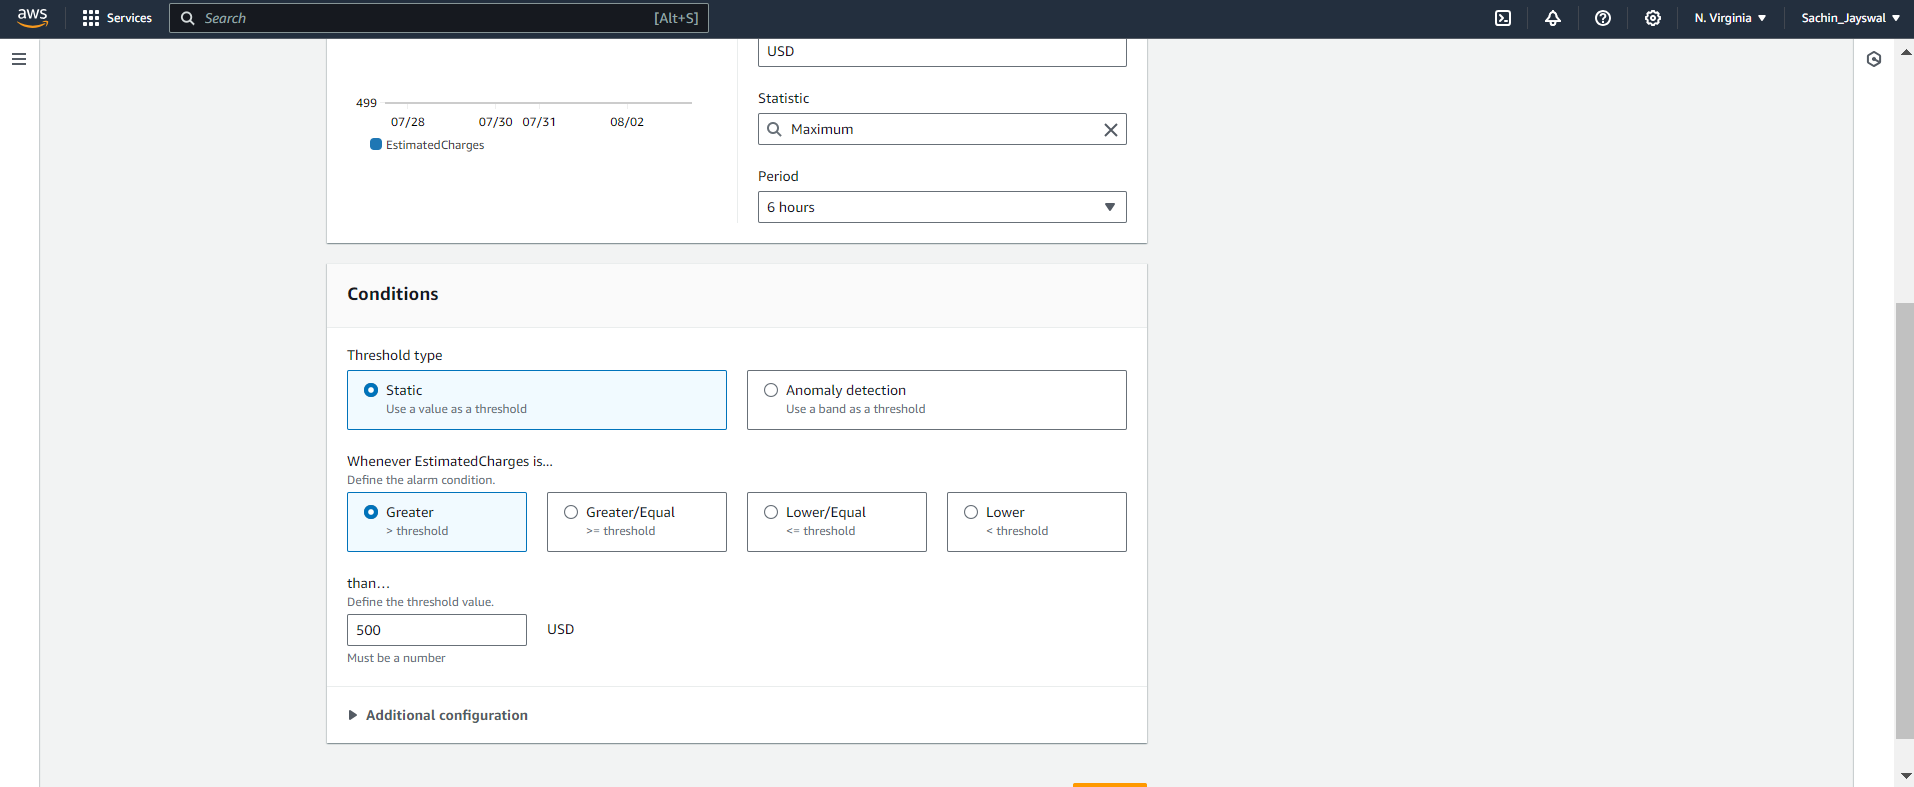 aws
Services
Search
[Alt+S]
N. Virginia ▼
Sachin_Jayswal ▼
USD
499
07/28 07/30 07/31 08/02
EstimatedCharges
Statistic
Maximum
Period
6 hours
Conditions
Threshold type
Static
Use a value as a threshold
Anomaly detection
Use a band as a threshold
Whenever EstimatedCharges is...
Define the alarm condition.
Greater
> threshold
Greater/Equal
>= threshold
Lower/Equal
<= threshold
Lower
< threshold
than…
Define the threshold value.
500
USD
Must be a number
Additional configuration